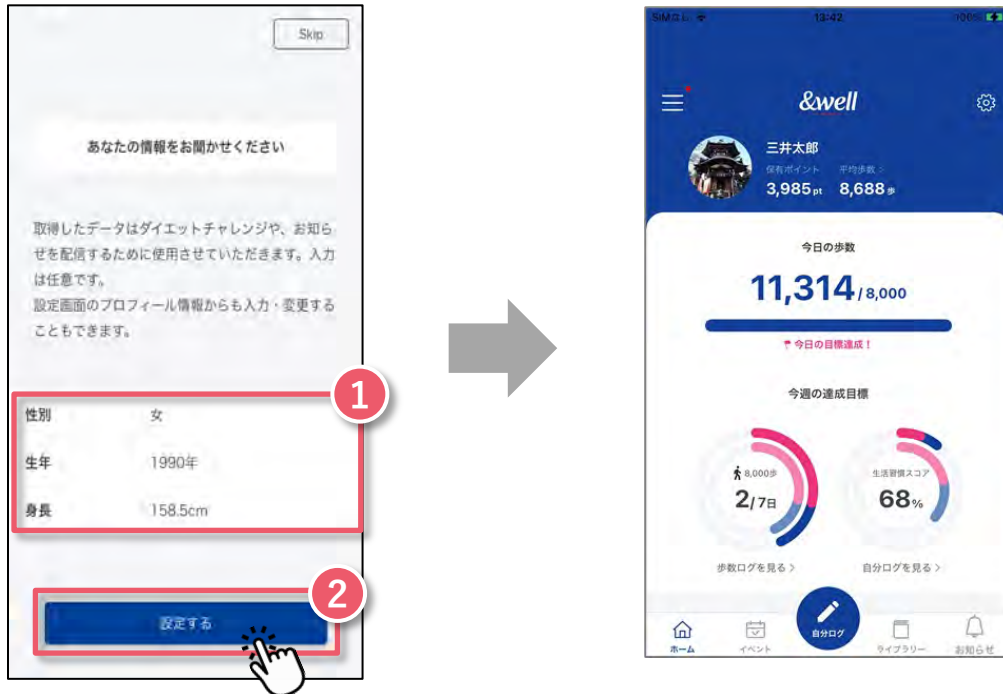 Skip
あなたの情報をお聞かせください
取得したデータはダイエットチャレンジや、お知ら
せを配信するために使用させていただきます。入力
は任意です。
設定画面のプロフィール情報からも入力・変更する
こともできます。
1
性別 女
生年 1990年
身長 158.5cm
2
設定する
SIMなし 13:42 100%
&well
三井太郎
保有ポイント 平均歩数 >
3,985 pt 8,688 歩
今日の歩数
11,314 / 8,000
今日の目標達成！
今週の達成目標
8,000歩
2/7日
生活習慣スコア
68%
歩数ログを見る >
自分ログを見る >
ホーム
イベント
自分ログ
ライブラリー
お知らせ